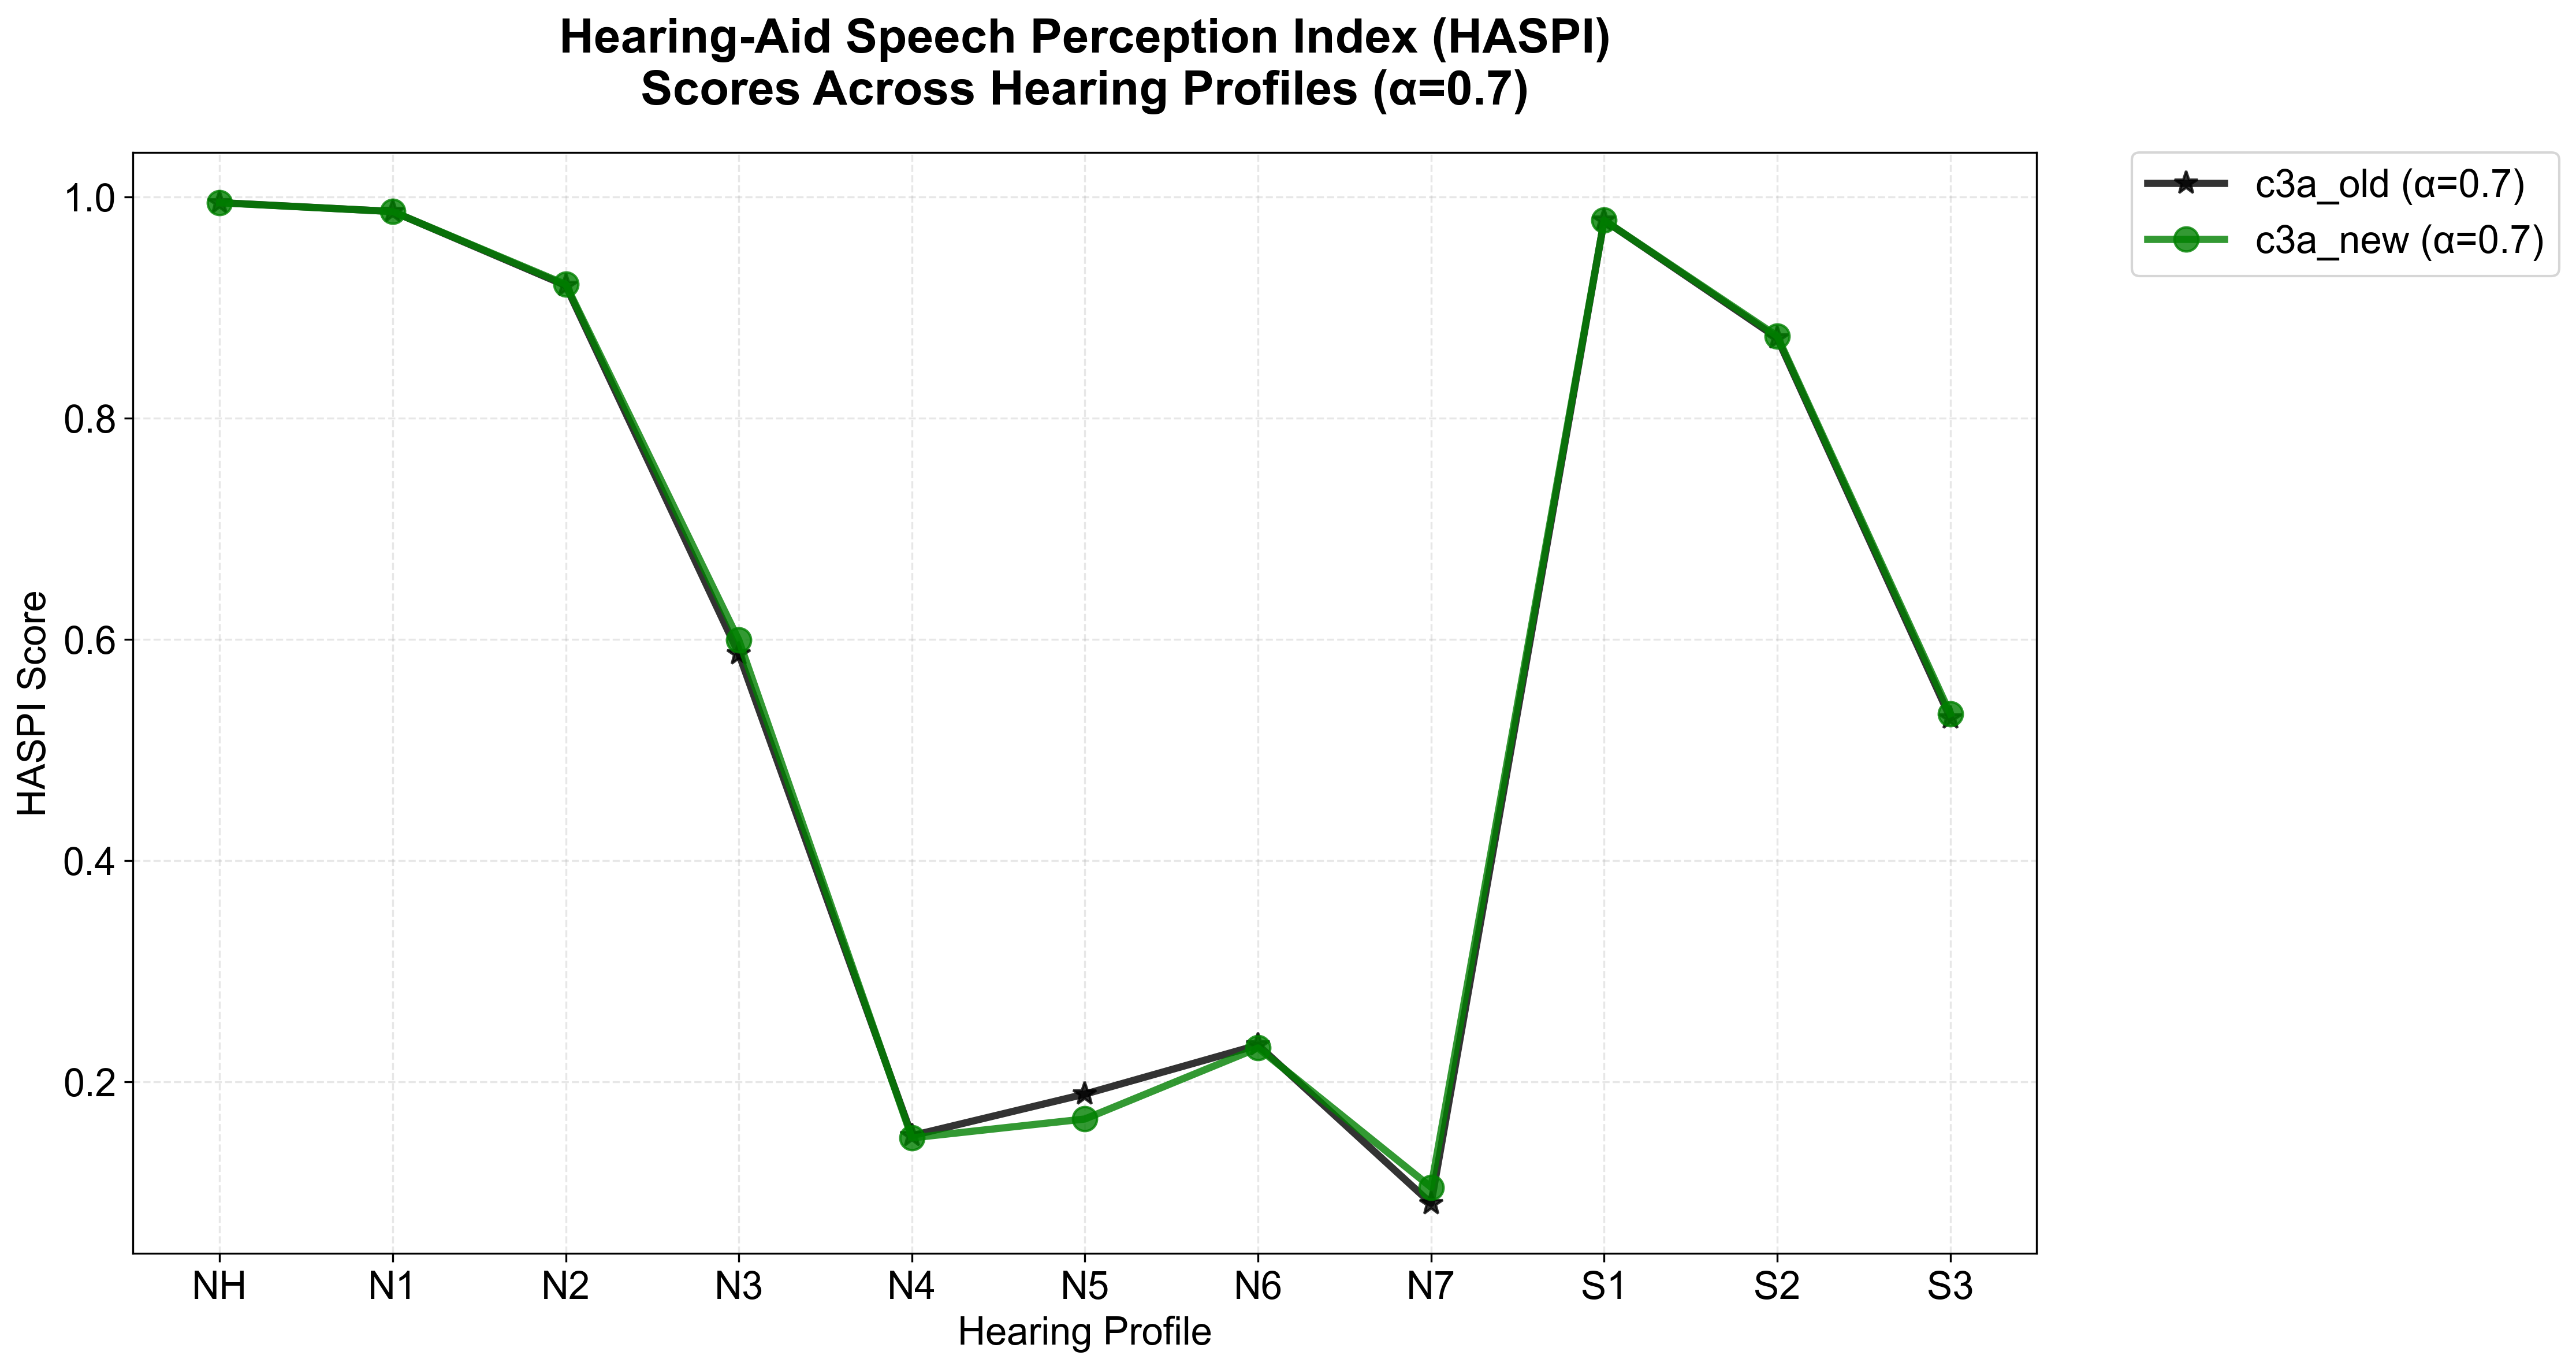 Hearing-Aid Speech Perception Index (HASPI)
Scores Across Hearing Profiles (α=0.7)
c3a_old (α=0.7)
c3a_new (α=0.7)
HASPI Score
1.0
0.8
0.6
0.4
0.2
NH N1 N2 N3 N4 N5 N6 N7 S1 S2 S3
Hearing Profile